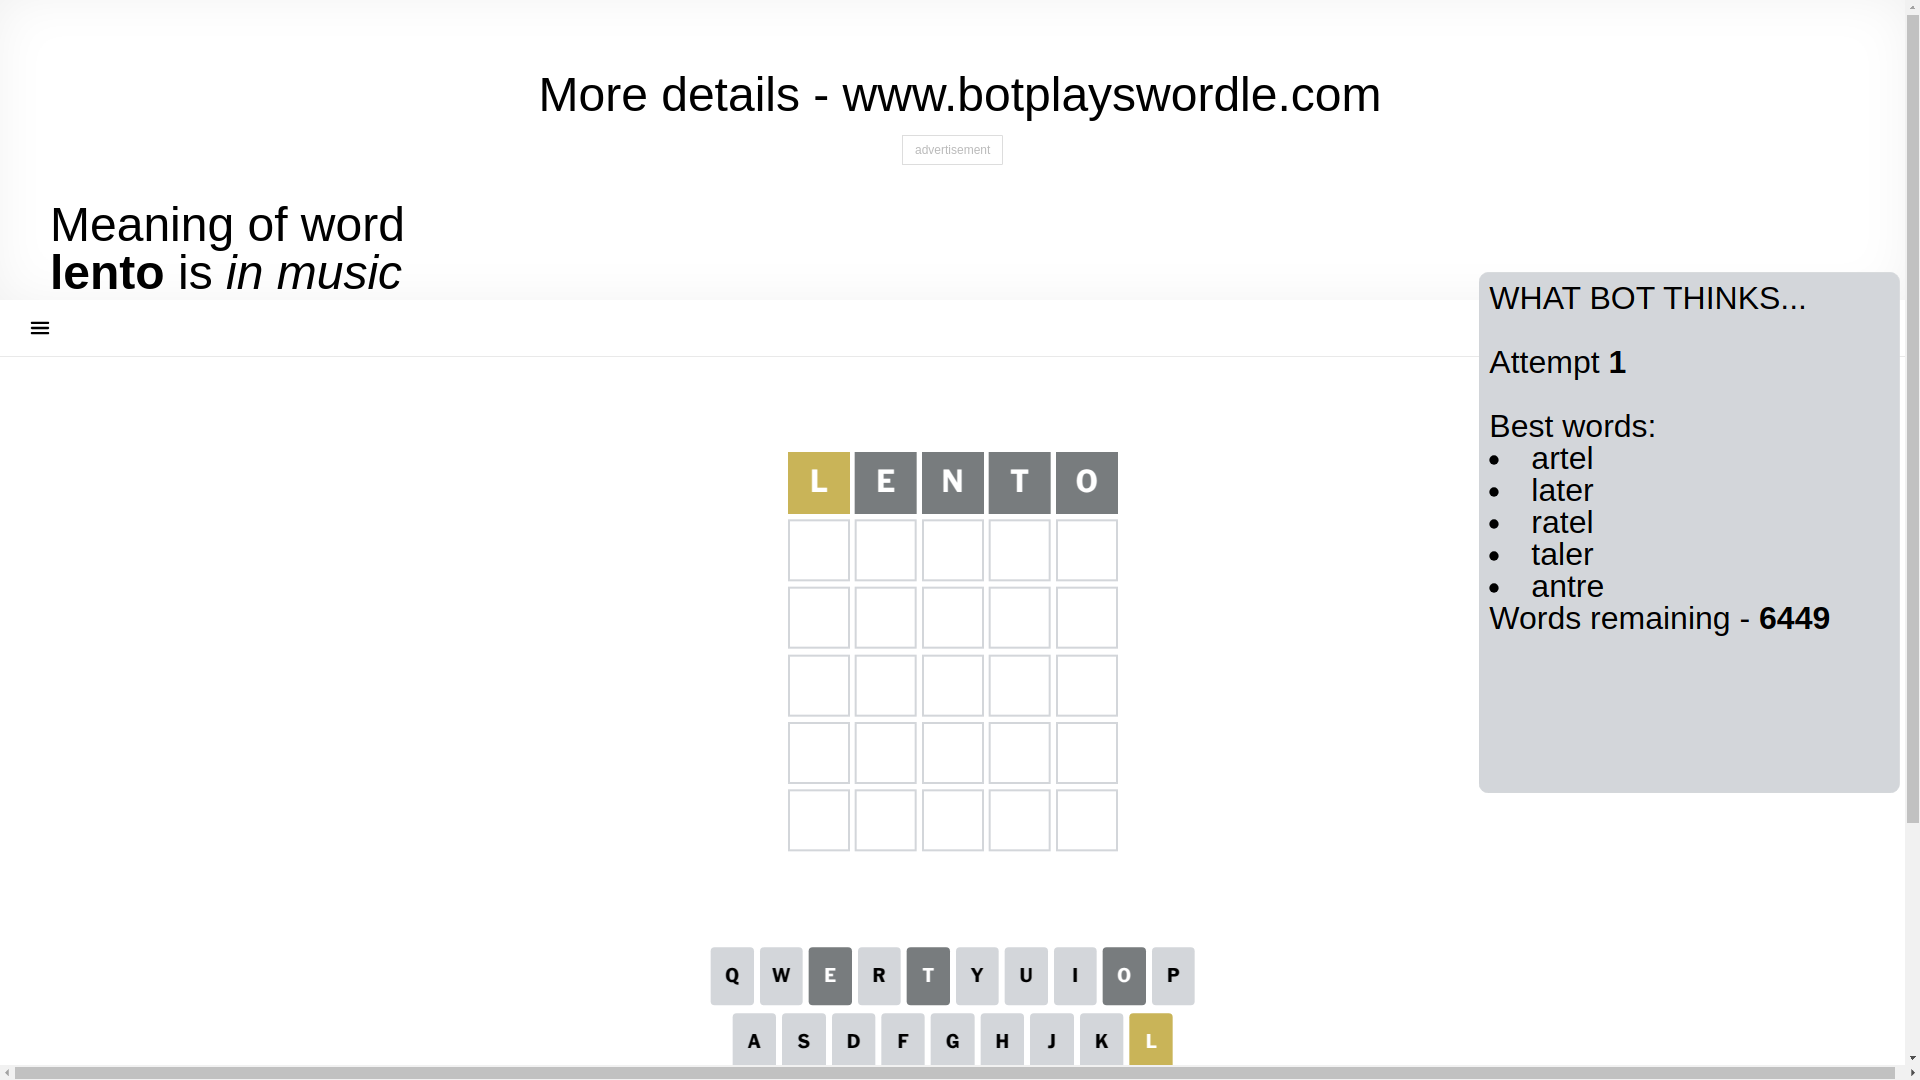 More details - www.botplayswordle.com
advertisement
Meaning of word
lento is in music
WHAT BOT THINKS...
Attempt 1
Best words:
artel
later
ratel
taler
antre
Words remaining - 6449
L E N T O
Q W E R T Y U I O P
A S D F G H J K L